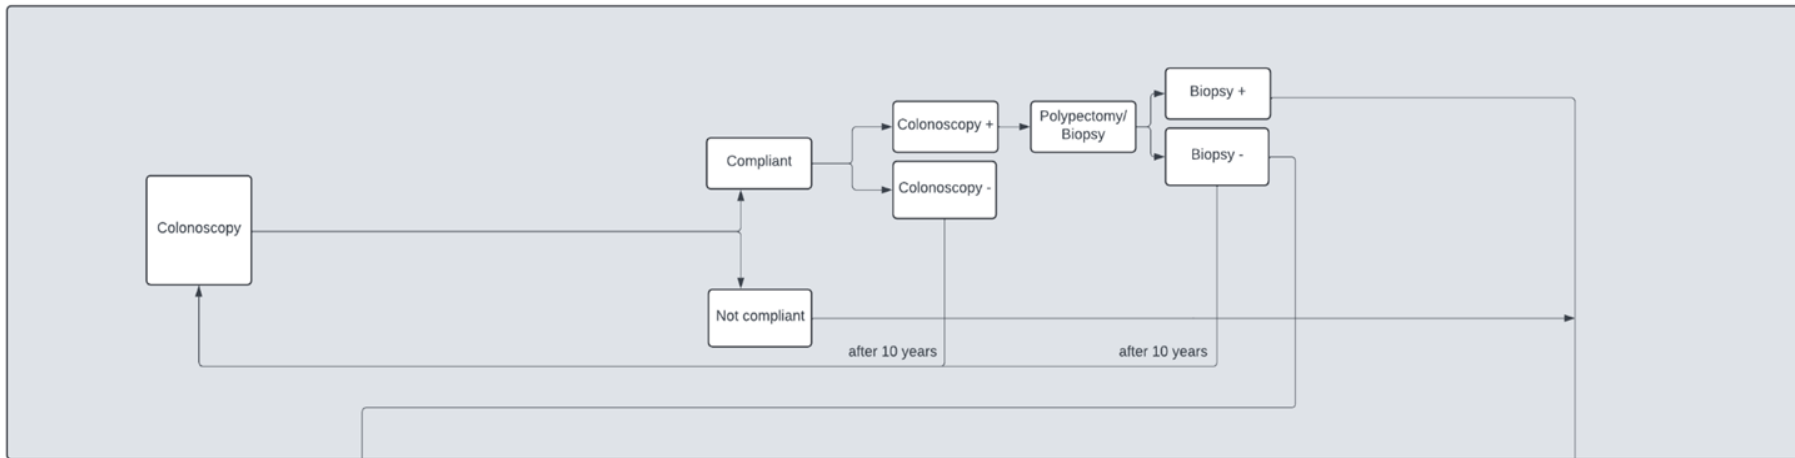 Biopsy +
Polypectomy/
Biopsy
Colonoscopy +
Biopsy -
Compliant
Colonoscopy -
Colonoscopy
Not compliant
after 10 years
after 10 years